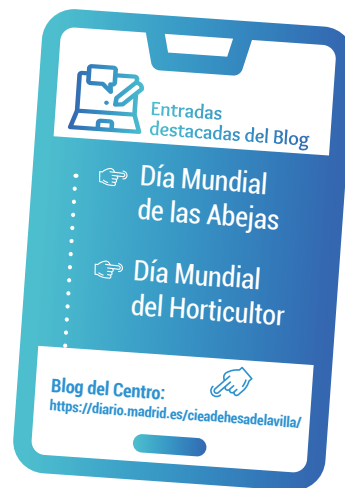 Entradas
destacadas del Blog
Día Mundial
de las Abejas
Día Mundial
del Horticultor
Blog del Centro:
https://diario.madrid.es/cieadehesadelavilla/